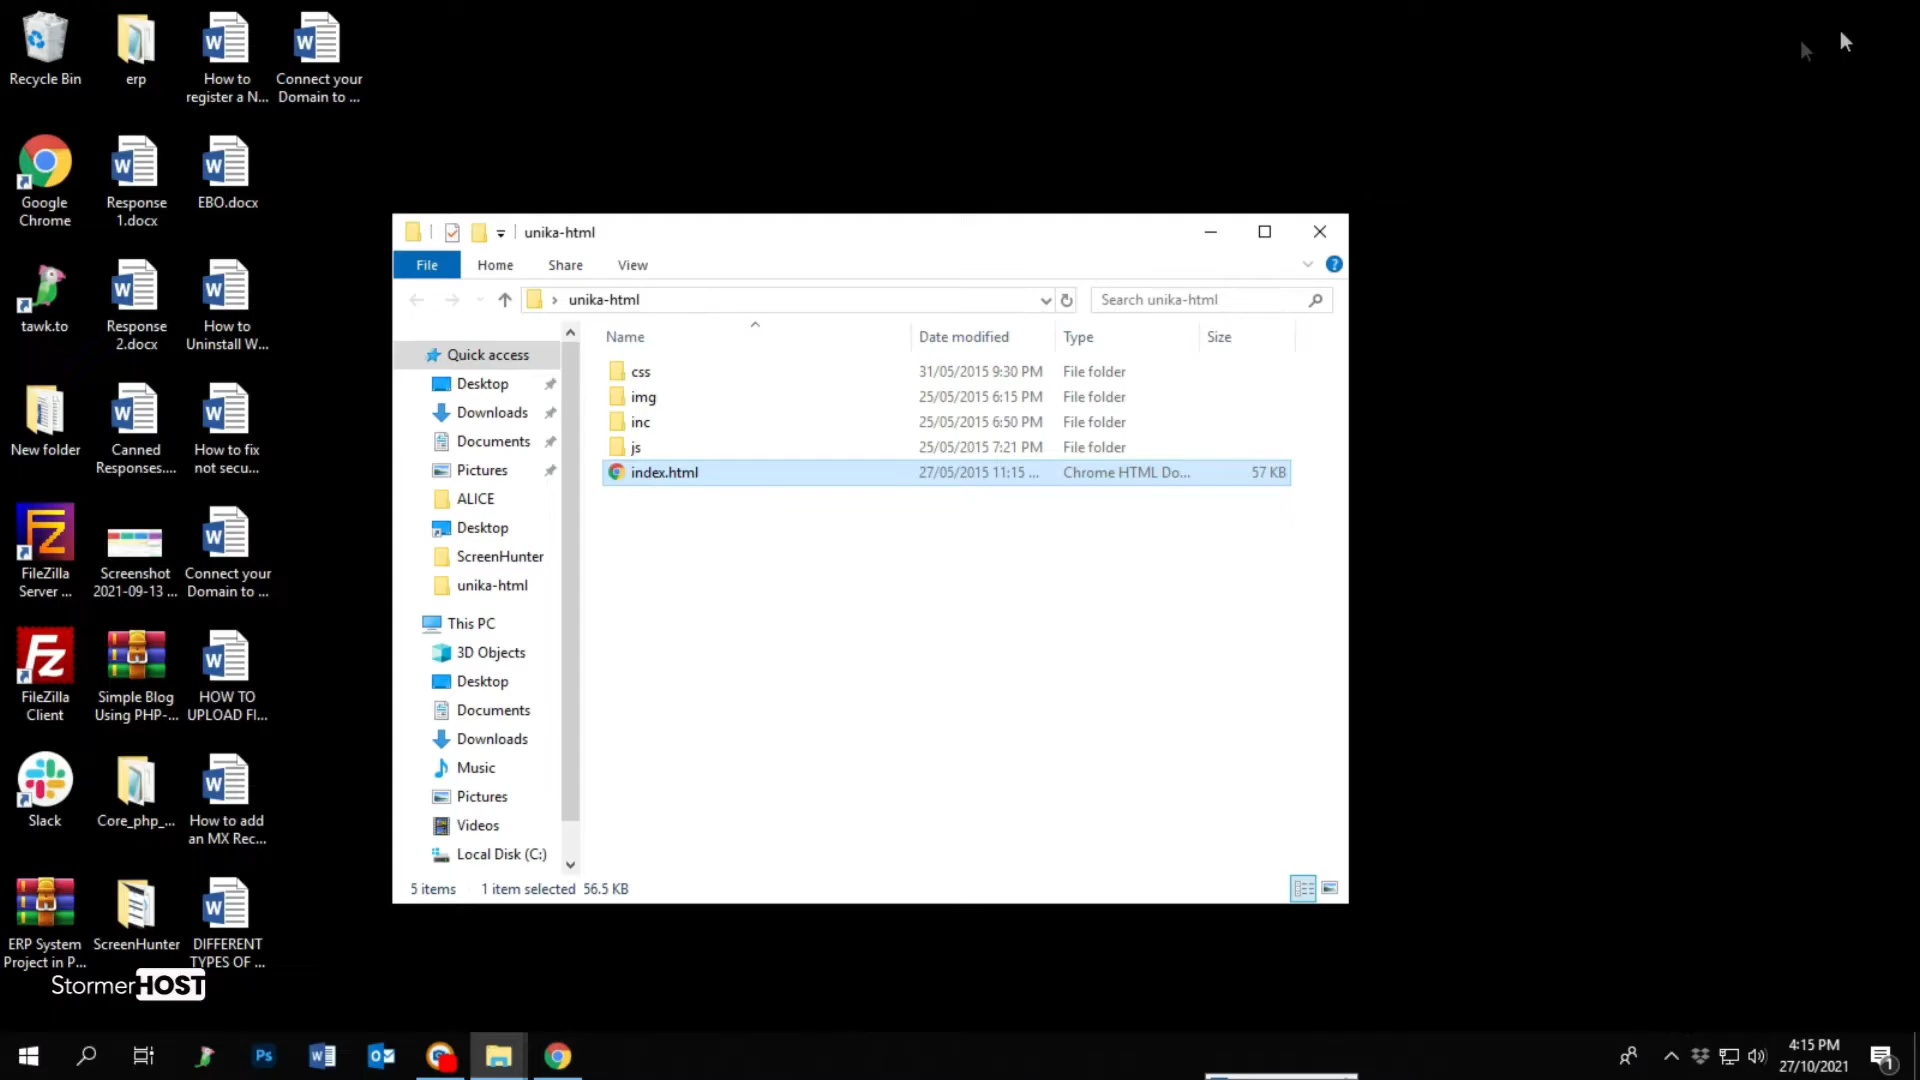 Recycle Bin
erp
How to
register a N...
Connect your
Domain to ...
Google
Chrome
Response
1.docx
EBO.docx
tawk.to
Response
2.docx
How to
Uninstall W...
New folder
Canned
Responses....
How to fix
not secu...
FileZilla
Server ...
Screenshot
2021-09-13 ...
Connect your
Domain to ...
FileZilla
Client
Simple Blog
Using PHP-...
HOW TO
UPLOAD FI...
Slack
Core_php_...
How to add
an MX Rec...
ERP System
Project in P...
ScreenHunter
DIFFERENT
TYPES OF ...
StormerHOST
unika-html
File Home Share View
unika-html
Search unika-html
Name Date modified Type Size
css 31/05/2015 9:30 PM File folder
img 25/05/2015 6:15 PM File folder
inc 25/05/2015 6:50 PM File folder
js 25/05/2015 7:21 PM File folder
index.html 27/05/2015 11:15 ... Chrome HTML Do... 57 KB
Quick access
Desktop
Downloads
Documents
Pictures
ALICE
Desktop
ScreenHunter
unika-html
This PC
3D Objects
Desktop
Documents
Downloads
Music
Pictures
Videos
Local Disk (C:)
5 items 1 item selected 56.5 KB
Ps
4:15 PM
27/10/2021
1